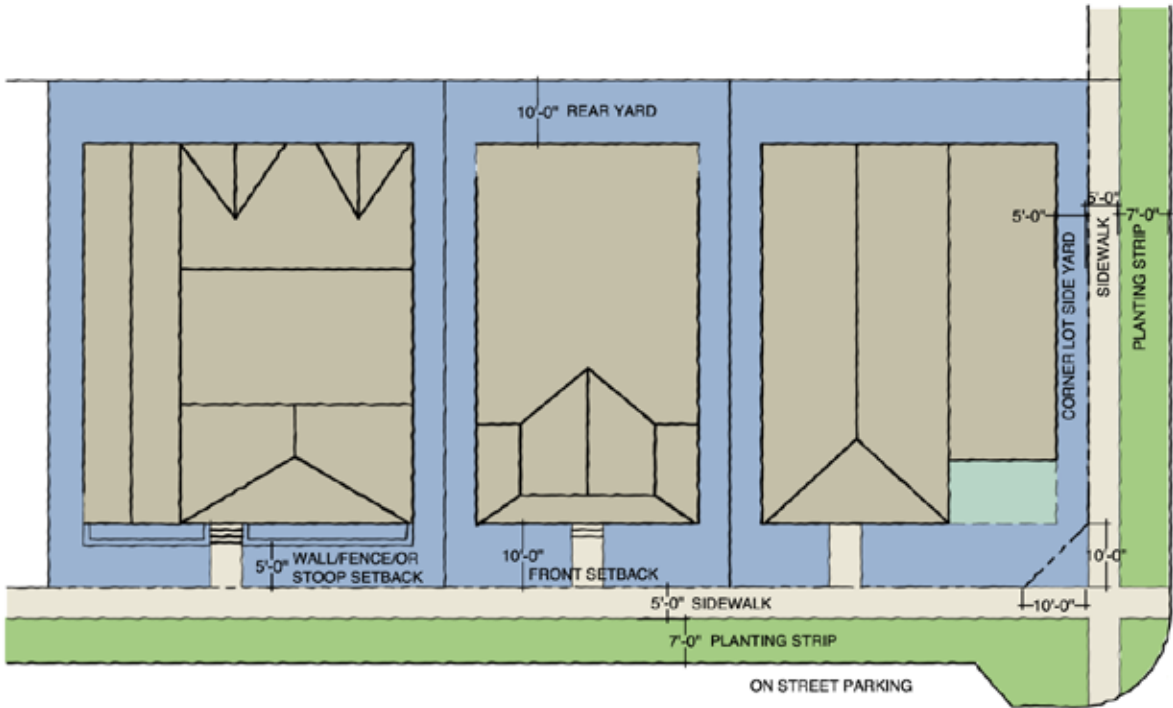 10'-0" REAR YARD
5'-0"
5'-0"
7'-0"
SIDEWALK
PLANTING STRIP
CORNER LOT SIDE YARD
5'-0" WALL/FENCE/OR
STOOP SETBACK
10'-0"
FRONT SETBACK
10'-0"
10'-0"
5'-0" SIDEWALK
7'-0" PLANTING STRIP
ON STREET PARKING